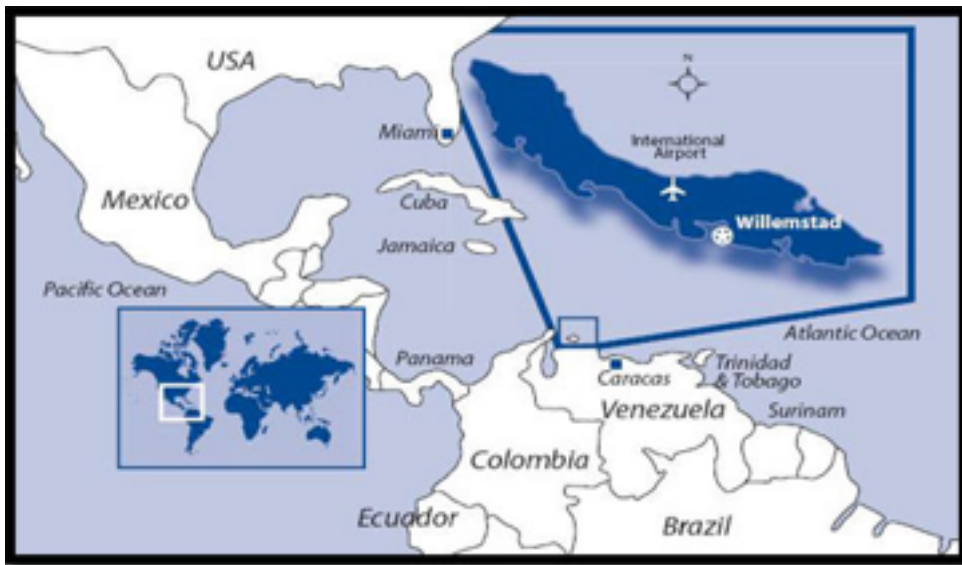 USA
N
Miami
International
Airport
Mexico
Cuba
Willemstad
Jamaica
Pacific Ocean
Atlantic Ocean
Panama
Caracas
Trinidad
& Tobago
Venezuela
Surinam
Colombia
Ecuador
Brazil